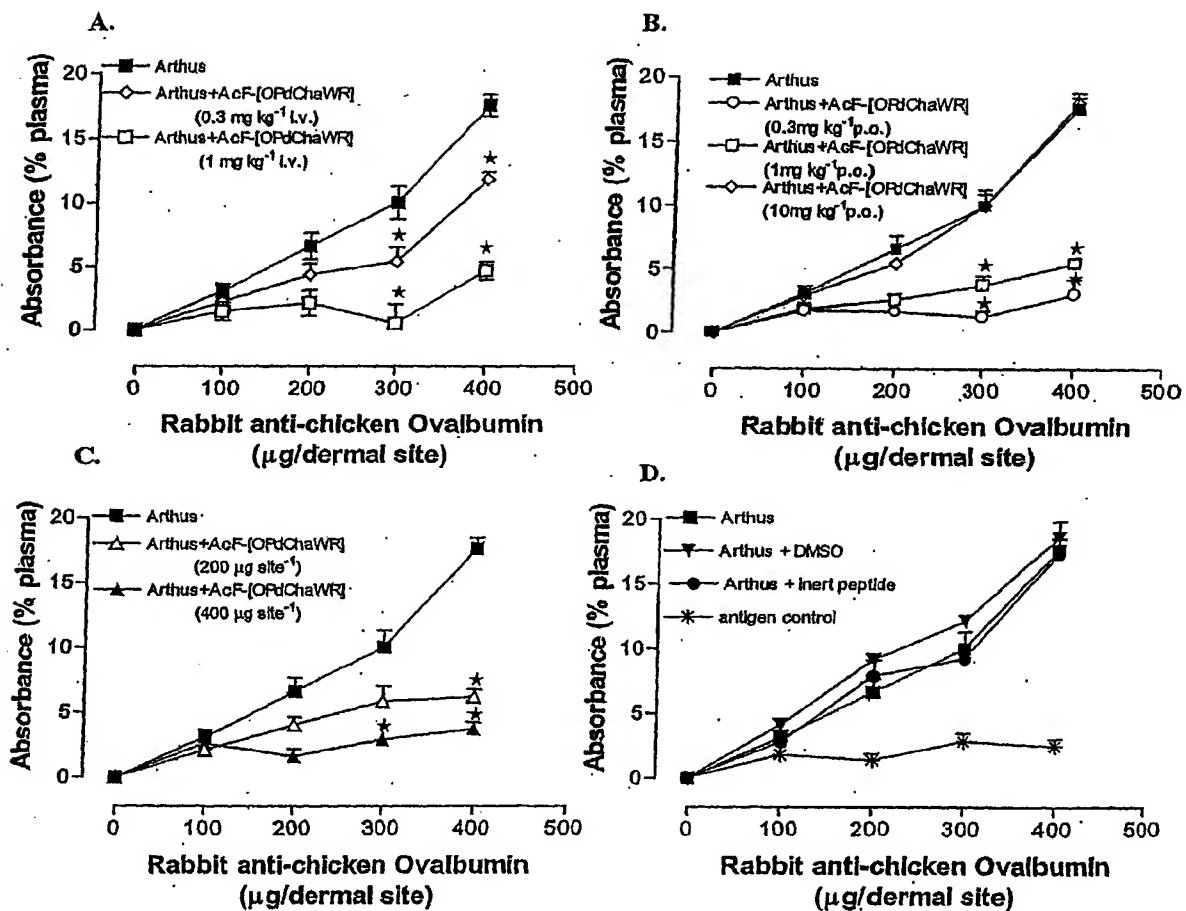 A.
20
15
10
5
0
Absorbance (% plasma)
Arthus
Arthus+AcF-[OPdChaWR]
(0.3 mg kg⁻¹ i.v.)
Arthus+AcF-[OPdChaWR]
(1 mg kg⁻¹ i.v.)
0 100 200 300 400 500
Rabbit anti-chicken Ovalbumin
(μg/dermal site)
B.
20
15
10
5
0
Absorbance (% plasma)
Arthus
Arthus+AcF-[OPdChaWR]
(0.3mg kg⁻¹p.o.)
Arthus+AcF-[OPdChaWR]
(1mg kg⁻¹p.o.)
Arthus+AcF-[OPdChaWR]
(10mg kg⁻¹p.o.)
0 100 200 300 400 500
Rabbit anti-chicken Ovalbumin
(μg/dermal site)
C.
20
15
10
5
0
Absorbance (% plasma)
Arthus
Arthus+AcF-[OPdChaWR]
(200 μg site⁻¹)
Arthus+AcF-[OPdChaWR]
(400 μg site⁻¹)
0 100 200 300 400 500
Rabbit anti-chicken Ovalbumin
(μg/dermal site)
D.
20
15
10
5
0
Absorbance (% plasma)
Arthus
Arthus + DMSO
Arthus + Inert peptide
antigen control
0 100 200 300 400 500
Rabbit anti-chicken Ovalbumin
(μg/dermal site)